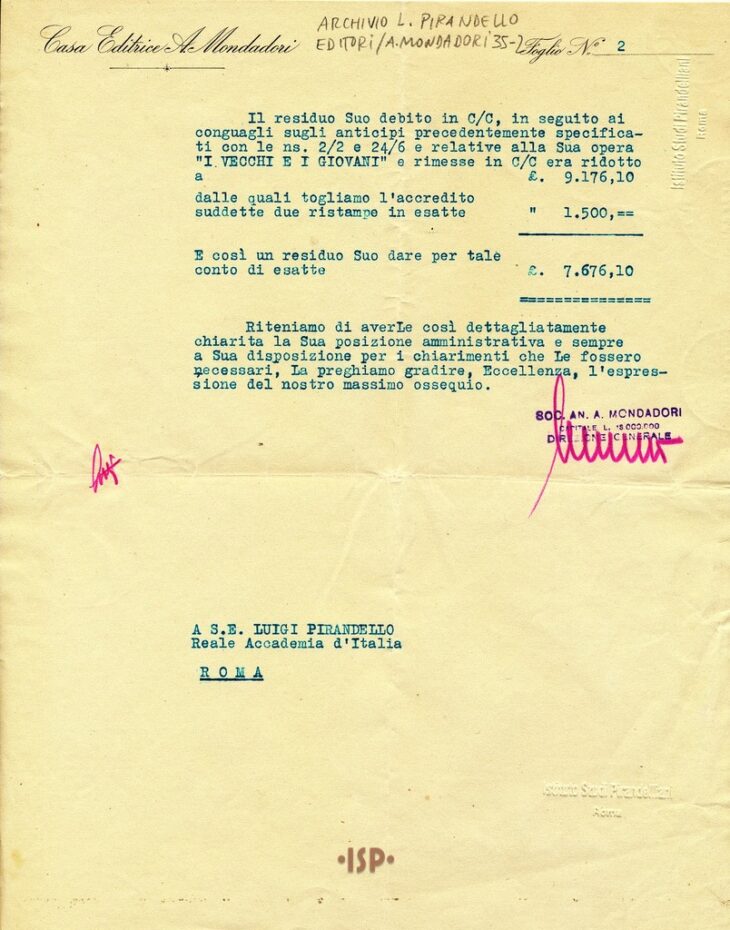 Casa Editrice A. Mondadori
ARCHIVIO L. PIRANDELLO
EDITORI/A.MONDADORI 35-2
Foglio N.° 2
Istituto Studi Pirandelliani
Roma
Il residuo Suo debito in C/C, in seguito ai
conguagli sugli anticipi precedentemente specifica-
ti con le ns. 2/2 e 24/6 e relative alla Sua opera
"I VECCHI E I GIOVANI" e rimesse in C/C era ridotto
a £. 9.176,10
dalle quali togliamo l'accredito
suddette due ristampe in esatte " 1.500,==
E così un residuo Suo dare per tale
conto di esatte £. 7.676,10
==============
Riteniamo di averLe così dettagliatamente
chiarita la Sua posizione amministrativa e sempre
a Sua disposizione per i chiarimenti che Le fossero
necessari, La preghiamo gradire, Eccellenza, l'espres-
sione del nostro massimo ossequio.
SOC. AN. A. MONDADORI
CAPITALE L.
DIREZIONE GENERALE
A S.E. LUIGI PIRANDELLO
Reale Accademia d'Italia
R O M A
Istituto Studi Pirandelliani
Roma
·ISP·